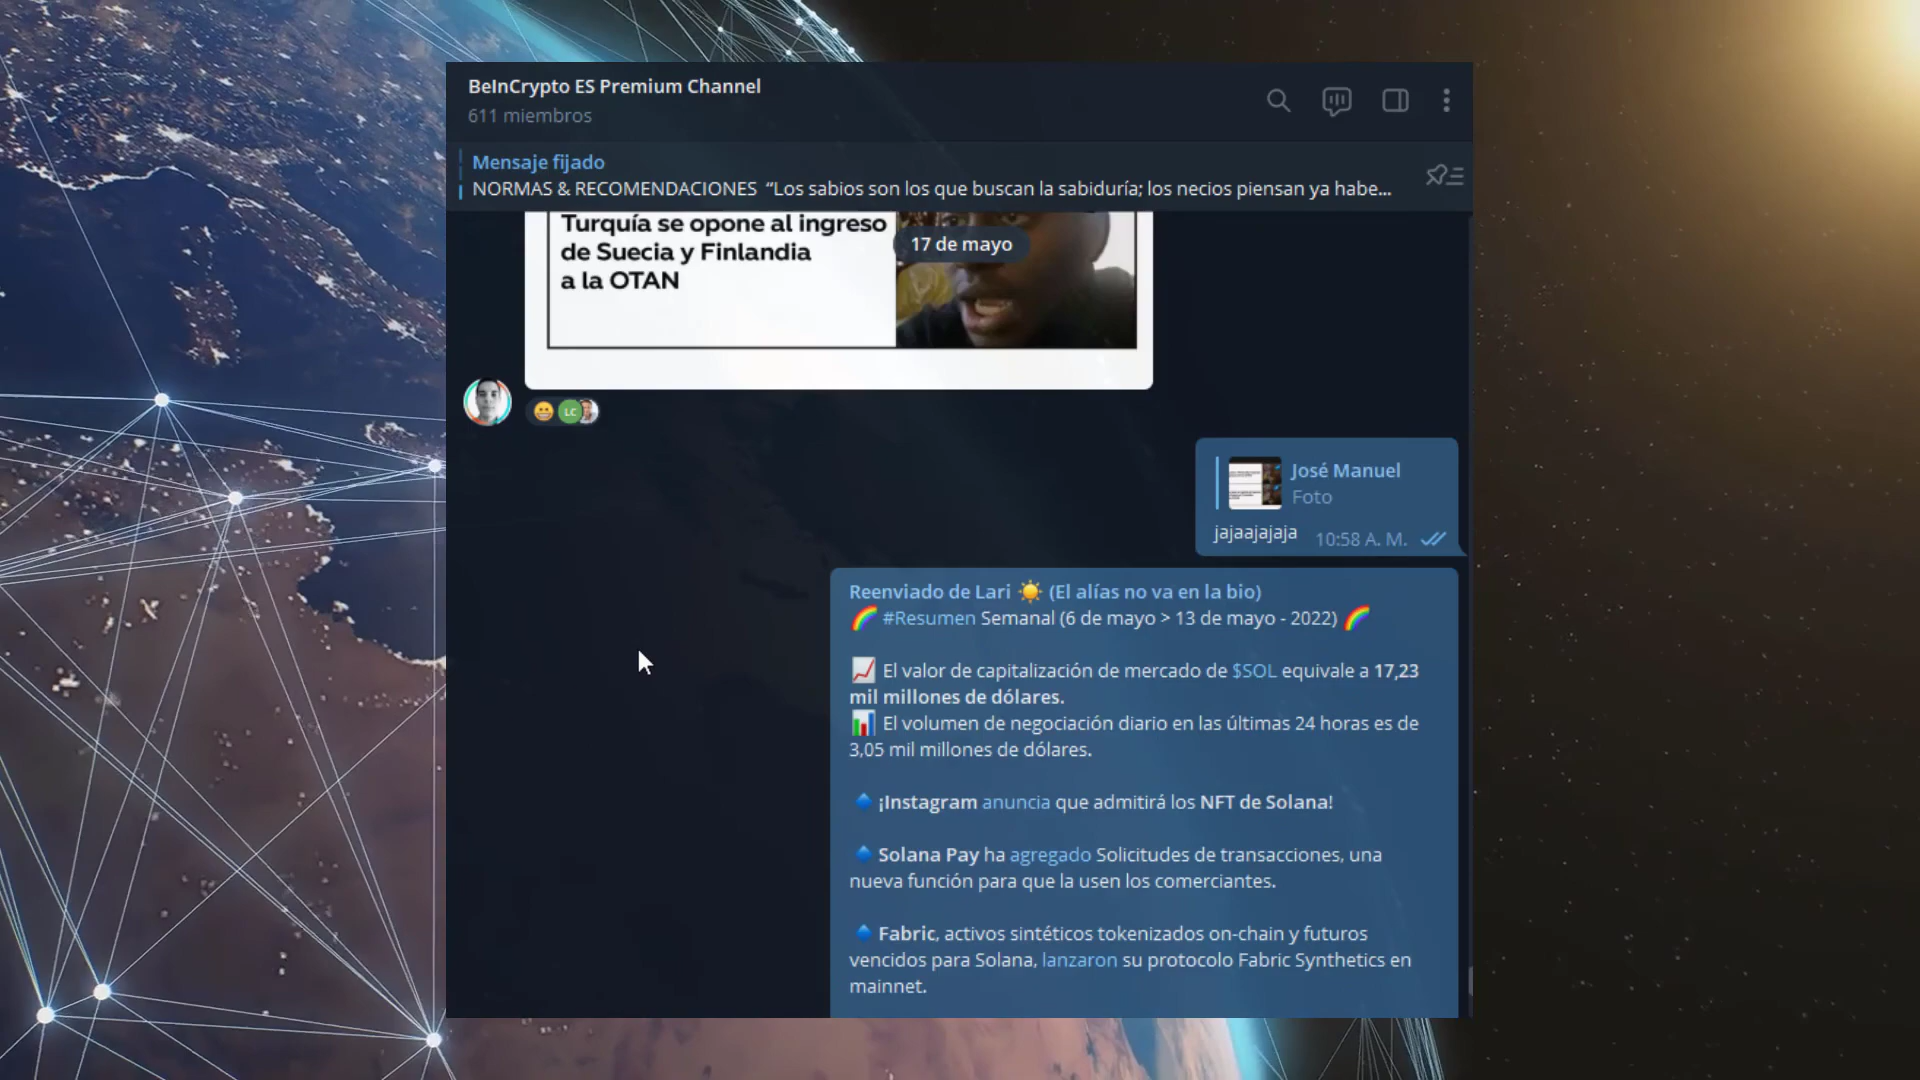 BeInCrypto ES Premium Channel
611 miembros
Mensaje fijado
NORMAS & RECOMENDACIONES “Los sabios son los que buscan la sabiduría; los necios piensan ya habe...
Turquía se opone al ingreso
de Suecia y Finlandia
a la OTAN
17 de mayo
LC
José Manuel
Foto
jajaajajaja 10:58 A. M.
Reenviado de Lari ☀️ (El alías no va en la bio)
🌈 #Resumen Semanal (6 de mayo > 13 de mayo - 2022) 🌈
📈 El valor de capitalización de mercado de $SOL equivale a 17,23
mil millones de dólares.
📊 El volumen de negociación diario en las últimas 24 horas es de
3,05 mil millones de dólares.
🔹 ¡Instagram anuncia que admitirá los NFT de Solana!
🔹 Solana Pay ha agregado Solicitudes de transacciones, una
nueva función para que la usen los comerciantes.
🔹 Fabric, activos sintéticos tokenizados on-chain y futuros
vencidos para Solana, lanzaron su protocolo Fabric Synthetics en
mainnet.